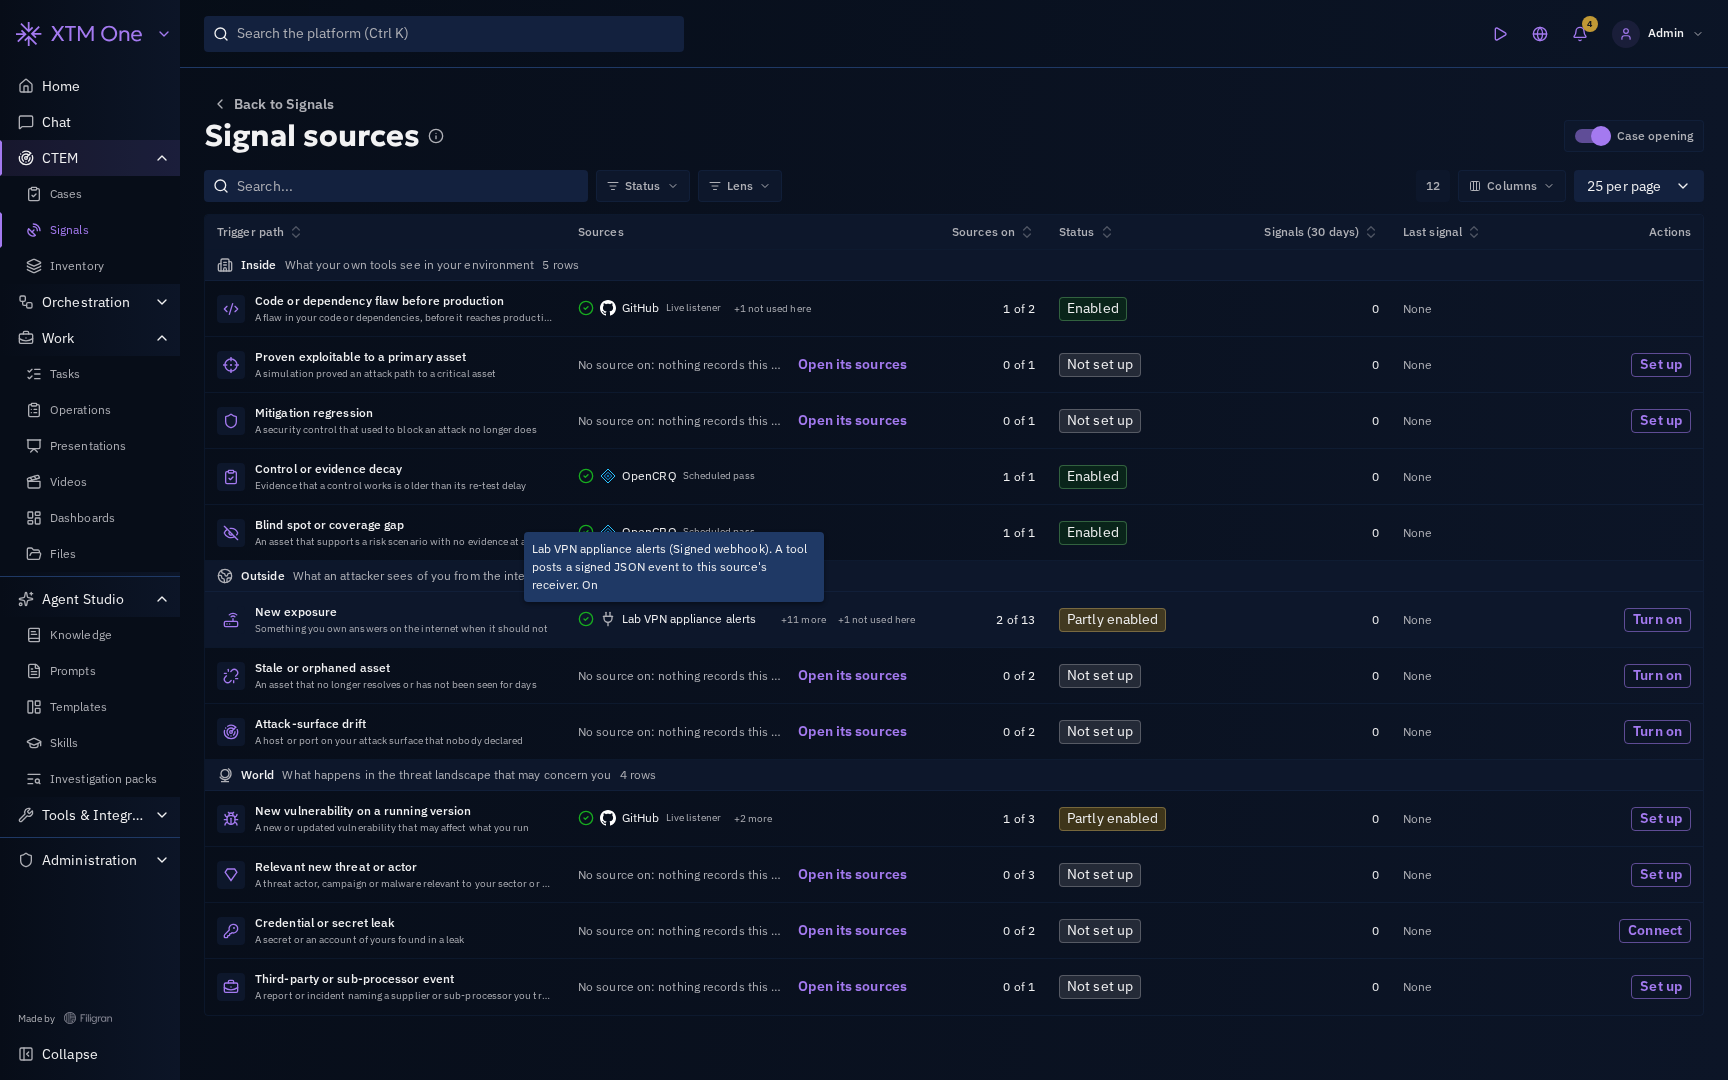 XTM One
Search the platform (Ctrl K)
4
Admin
Home
Chat
CTEM
Cases
Signals
Inventory
Orchestration
Work
Tasks
Operations
Presentations
Videos
Dashboards
Files
Agent Studio
Knowledge
Prompts
Templates
Skills
Investigation packs
Tools & Integr...
Administration
Made by Filigran
Collapse
Back to Signals
Signal sources
Case opening
Search...
Status
Lens
12
Columns
25 per page
Trigger path Sources Sources on Status Signals (30 days) Last signal Actions
Inside What your own tools see in your environment 5 rows
Code or dependency flaw before production
A flaw in your code or dependencies, before it reaches producti...
GitHub Live listener +1 not used here 1 of 2 Enabled 0 None
Proven exploitable to a primary asset
A simulation proved an attack path to a critical asset
No source on: nothing records this ... Open its sources 0 of 1 Not set up 0 None Set up
Mitigation regression
A security control that used to block an attack no longer does
No source on: nothing records this ... Open its sources 0 of 1 Not set up 0 None Set up
Control or evidence decay
Evidence that a control works is older than its re-test delay
OpenCRQ Scheduled pass 1 of 1 Enabled 0 None
Blind spot or coverage gap
An asset that supports a risk scenario with no evidence at a
OpenCRQ Scheduled pass 1 of 1 Enabled 0 None
Lab VPN appliance alerts (Signed webhook). A tool
posts a signed JSON event to this source's
receiver. On
Outside What an attacker sees of you from the inte
New exposure
Something you own answers on the internet when it should not
Lab VPN appliance alerts +11 more +1 not used here 2 of 13 Partly enabled 0 None Turn on
Stale or orphaned asset
An asset that no longer resolves or has not been seen for days
No source on: nothing records this ... Open its sources 0 of 2 Not set up 0 None Turn on
Attack-surface drift
A host or port on your attack surface that nobody declared
No source on: nothing records this ... Open its sources 0 of 2 Not set up 0 None Turn on
World What happens in the threat landscape that may concern you 4 rows
New vulnerability on a running version
A new or updated vulnerability that may affect what you run
GitHub Live listener +2 more 1 of 3 Partly enabled 0 None Set up
Relevant new threat or actor
A threat actor, campaign or malware relevant to your sector or ...
No source on: nothing records this ... Open its sources 0 of 3 Not set up 0 None Set up
Credential or secret leak
A secret or an account of yours found in a leak
No source on: nothing records this ... Open its sources 0 of 2 Not set up 0 None Connect
Third-party or sub-processor event
A report or incident naming a supplier or sub-processor you tr...
No source on: nothing records this ... Open its sources 0 of 1 Not set up 0 None Set up